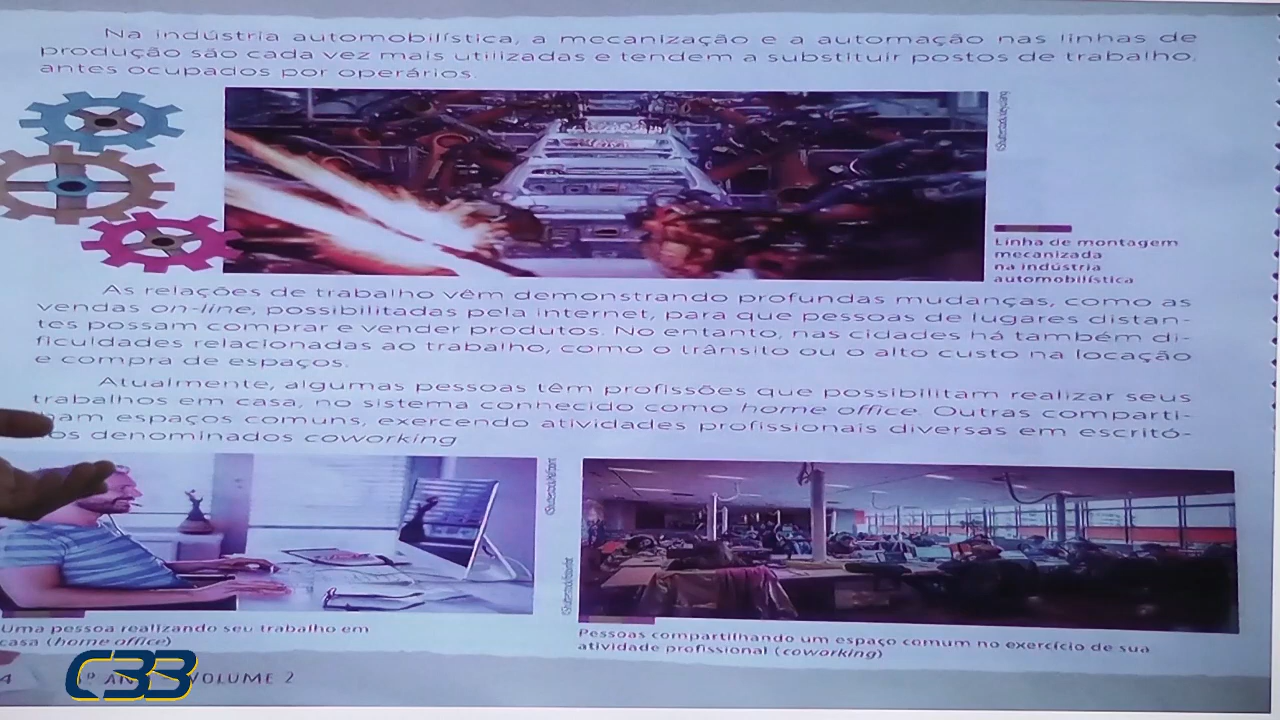 Na indústria automobilística, a mecanização e a automação nas linhas de
produção são cada vez mais utilizadas e tendem a substituir postos de trabalho,
antes ocupados por operários.
Linha de montagem
mecanizada
na indústria
automobilística
As relações de trabalho vêm demonstrando profundas mudanças, como as
vendas on-line, possibilitadas pela internet, para que pessoas de lugares distan-
tes possam comprar e vender produtos. No entanto, nas cidades há também di-
ficuldades relacionadas ao trabalho, como o trânsito ou o alto custo na locação
e compra de espaços.
Atualmente, algumas pessoas têm profissões que possibilitam realizar seus
trabalhos em casa, no sistema conhecido como home office. Outras comparti-
ham espaços comuns, exercendo atividades profissionais diversas em escritó-
os denominados coworking
Uma pessoa realizando seu trabalho em
casa (home office)
Pessoas compartilhando um espaço comum no exercício de sua
atividade profissional (coworking)
4 º AN VOLUME 2
CBB